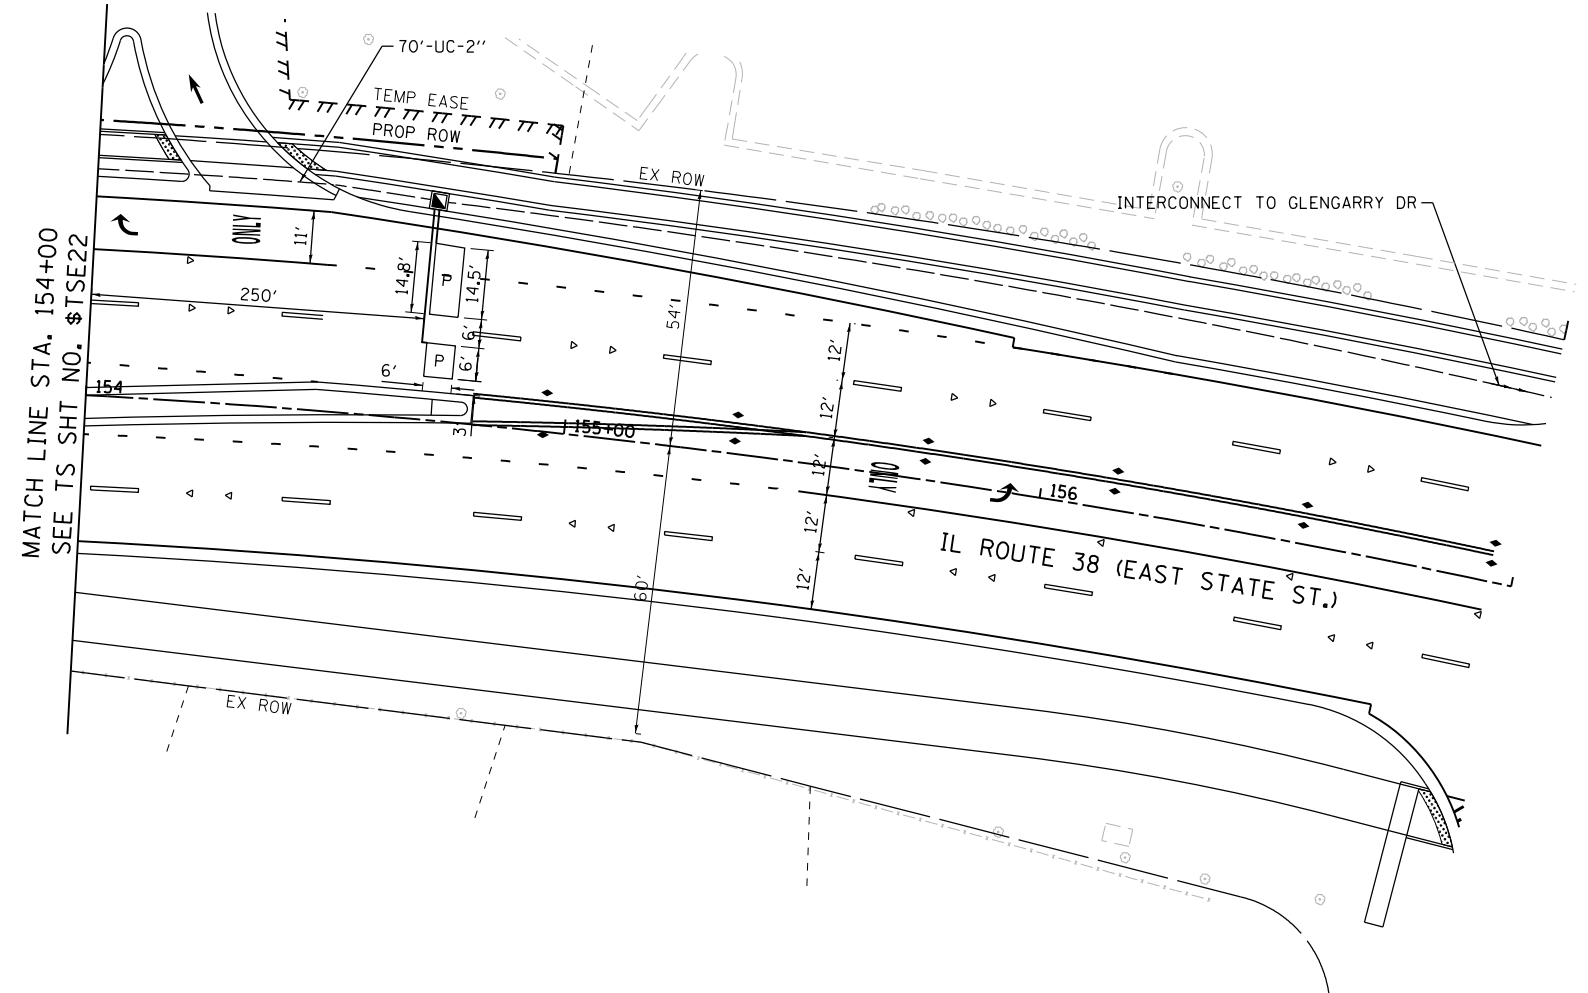 70'-UC-2''
TEMP EASE
PROP ROW
EX ROW
INTERCONNECT TO GLENGARRY DR
MATCH LINE STA. 154+00
SEE TS SHT NO. $TSE22
ONLY
11'
14.8'
P
14.5'
250'
54'
6'
12'
P
6'
6'
154
12'
3'
155+00
12'
ONLY
156
12'
IL ROUTE 38 (EAST STATE ST.)
12'
60'
EX ROW